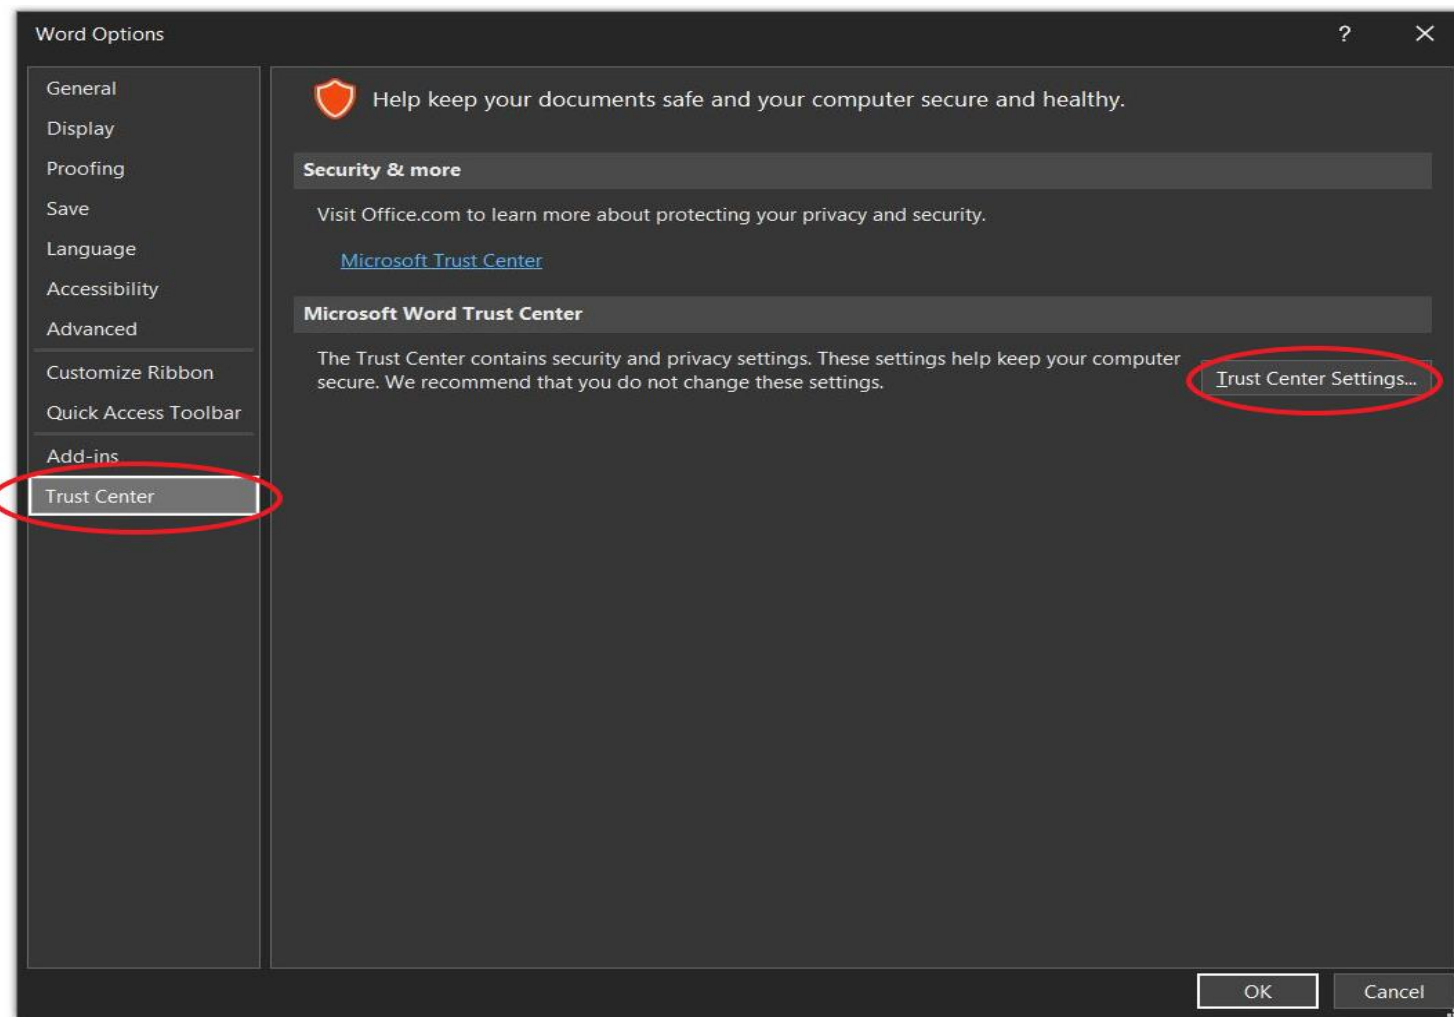 Word Options
?
General
Display
Proofing
Save
Language
Accessibility
Advanced
Customize Ribbon
Quick Access Toolbar
Add-ins
Trust Center
Help keep your documents safe and your computer secure and healthy.
Security & more
Visit Office.com to learn more about protecting your privacy and security.
Microsoft Trust Center
Microsoft Word Trust Center
The Trust Center contains security and privacy settings. These settings help keep your computer
secure. We recommend that you do not change these settings.
Trust Center Settings...
OK
Cancel